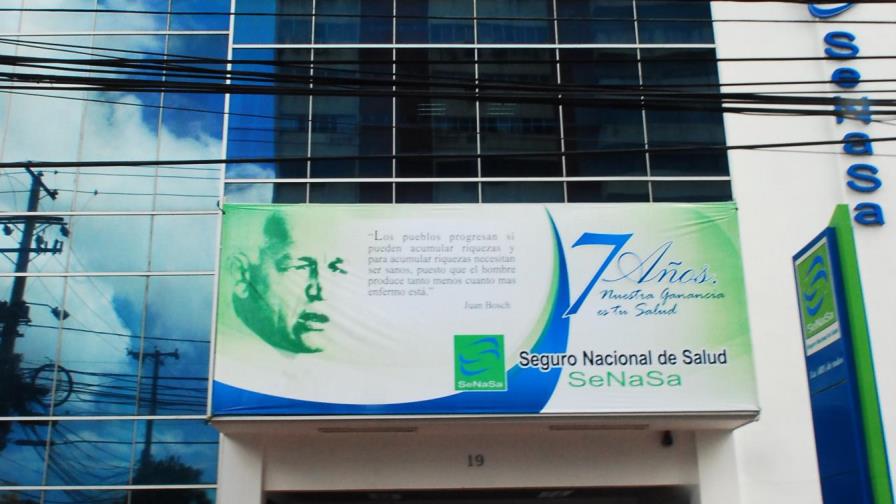 "Los pueblos progresan si
pueden acumular riquezas y
para acumular riquezas necesitan
ser sanos, puesto que el hombre
produce tanto menos cuanto mas
enfermo está."
Juan Bosch
7 Años.
Nuestra Ganancia
es tu Salud
SeNaSa
Seguro Nacional de Salud
SeNaSa
19
SeNaSa
SeNaSa